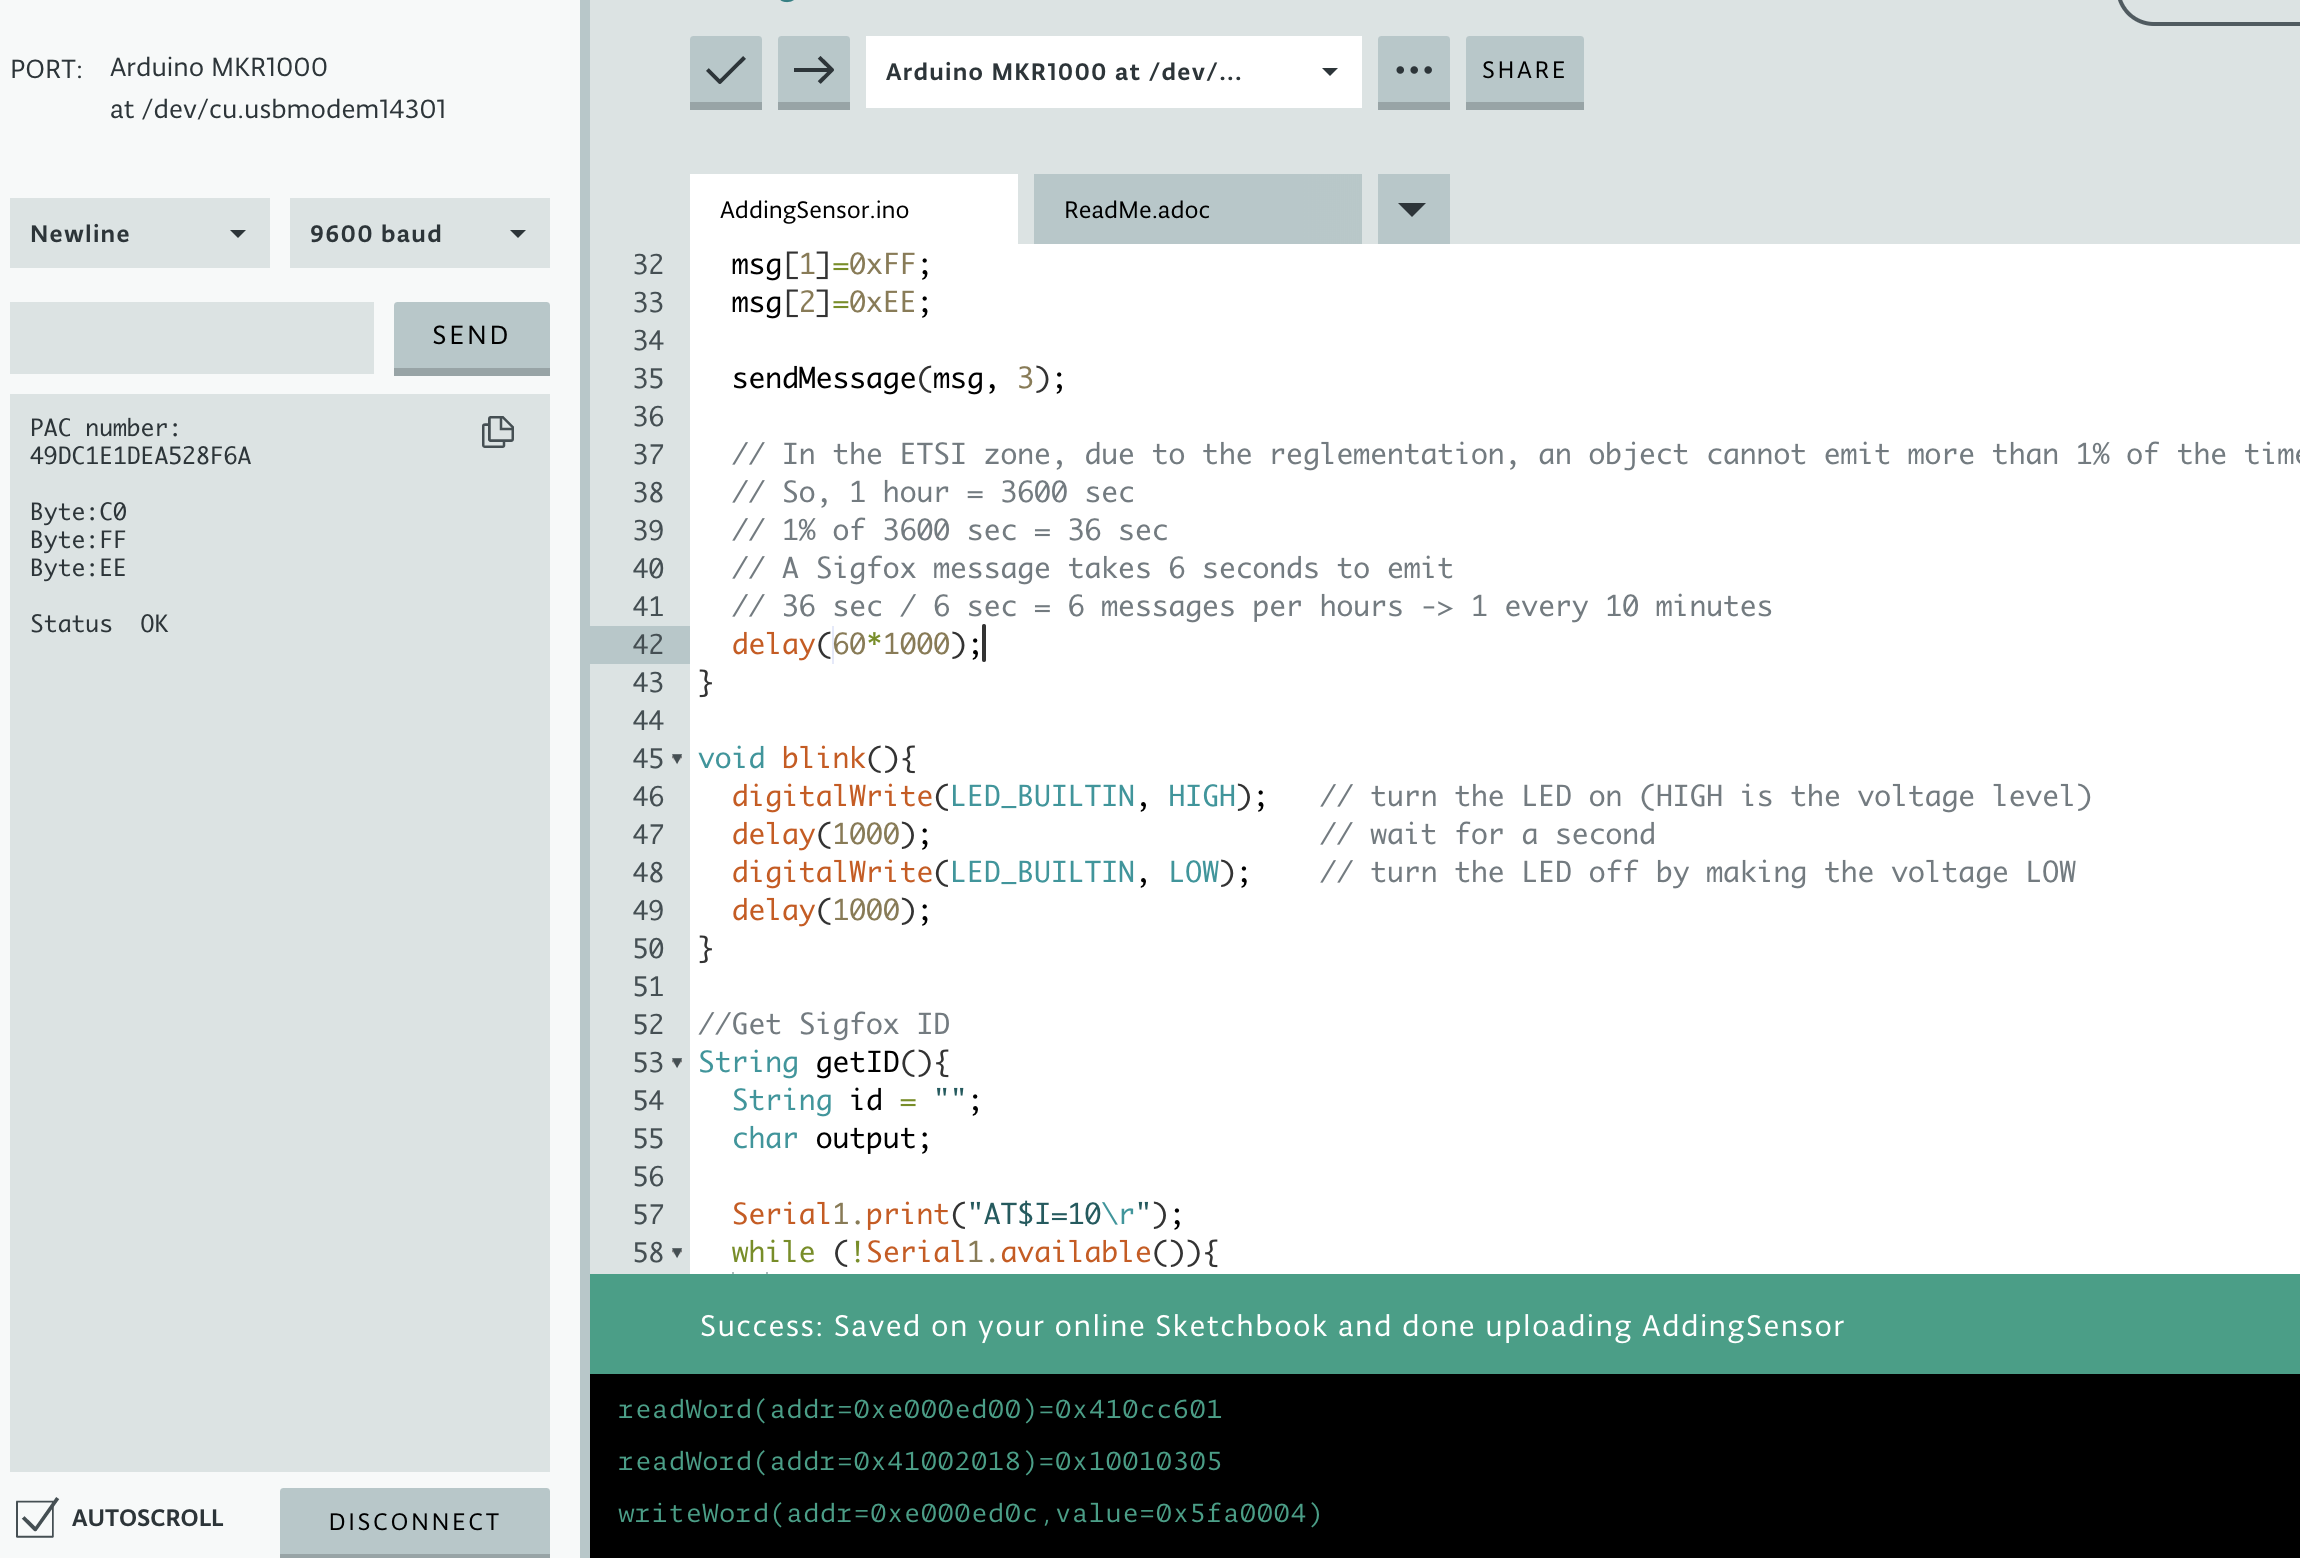 PORT: Arduino MKR1000
at /dev/cu.usbmodem14301
Newline
9600 baud
SEND
PAC number:
49DC1E1DEA528F6A
Byte:C0
Byte:FF
Byte:EE
Status  OK
AUTOSCROLL
DISCONNECT
Arduino MKR1000 at /dev/...
SHARE
AddingSensor.ino
ReadMe.adoc
32 msg[1]=0xFF;
33 msg[2]=0xEE;
34
35 sendMessage(msg, 3);
36
37 // In the ETSI zone, due to the reglementation, an object cannot emit more than 1% of the time
38 // So, 1 hour = 3600 sec
39 // 1% of 3600 sec = 36 sec
40 // A Sigfox message takes 6 seconds to emit
41 // 36 sec / 6 sec = 6 messages per hours -> 1 every 10 minutes
42 delay(60*1000);
43 }
44
45 void blink(){
46 digitalWrite(LED_BUILTIN, HIGH);   // turn the LED on (HIGH is the voltage level)
47 delay(1000);                       // wait for a second
48 digitalWrite(LED_BUILTIN, LOW);    // turn the LED off by making the voltage LOW
49 delay(1000);
50 }
51
52 //Get Sigfox ID
53 String getID(){
54 String id = "";
55 char output;
56
57 Serial1.print("AT$I=10\r");
58 while (!Serial1.available()){
Success: Saved on your online Sketchbook and done uploading AddingSensor
readWord(addr=0xe000ed00)=0x410cc601
readWord(addr=0x41002018)=0x10010305
writeWord(addr=0xe000ed0c,value=0x5fa0004)